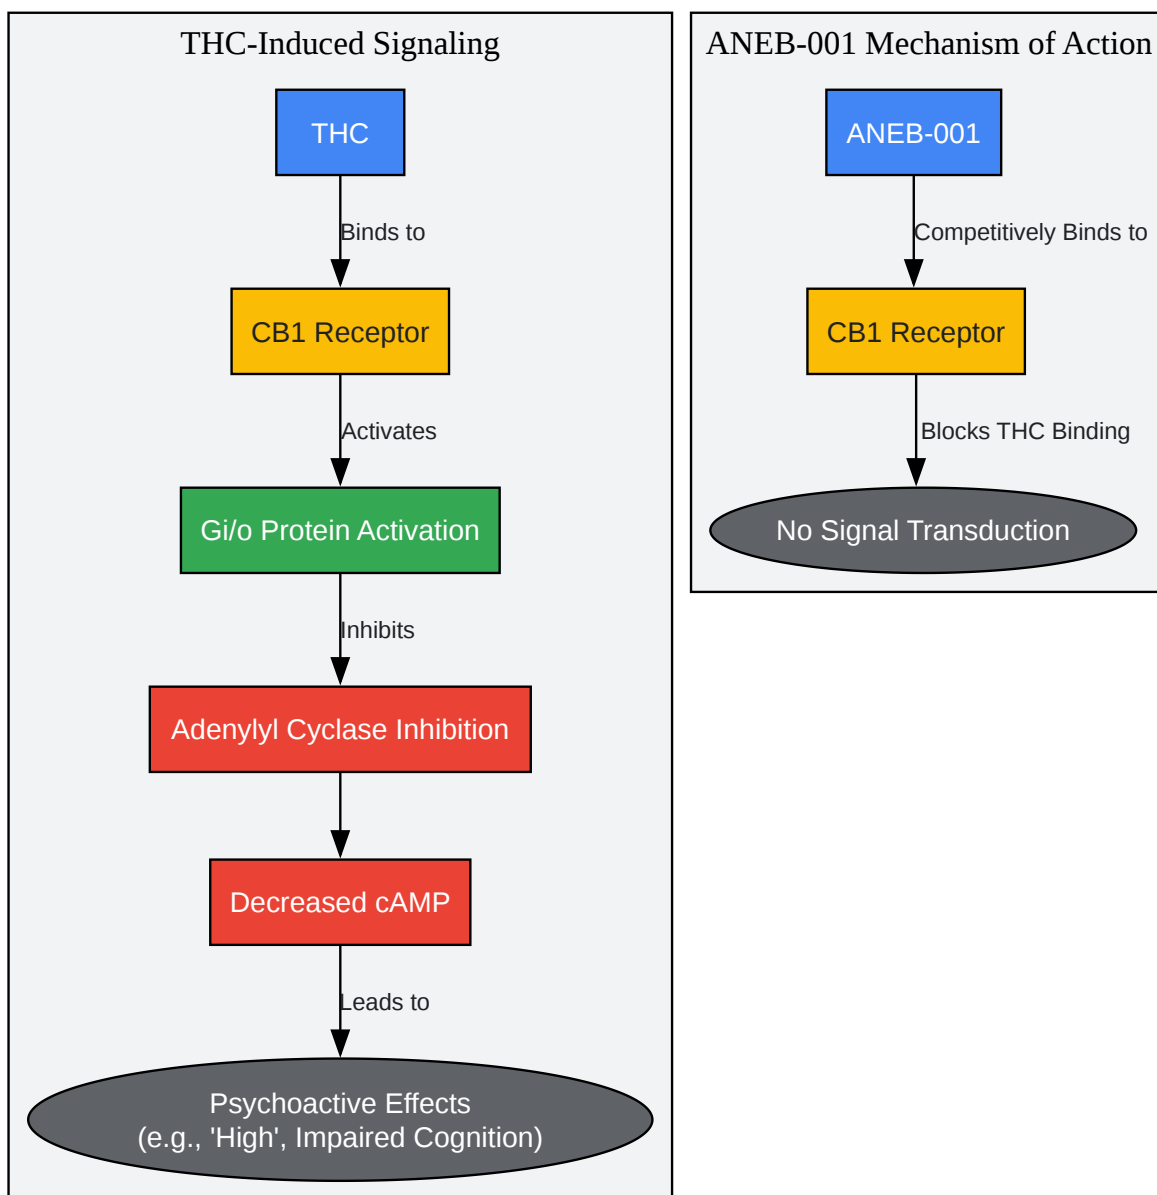 THC-Induced Signaling
THC
Binds to
CB1 Receptor
Activates
Gi/o Protein Activation
Inhibits
Adenylyl Cyclase Inhibition
Decreased cAMP
Leads to
Psychoactive Effects
(e.g., 'High', Impaired Cognition)
ANEB-001 Mechanism of Action
ANEB-001
Competitively Binds to
CB1 Receptor
Blocks THC Binding
No Signal Transduction